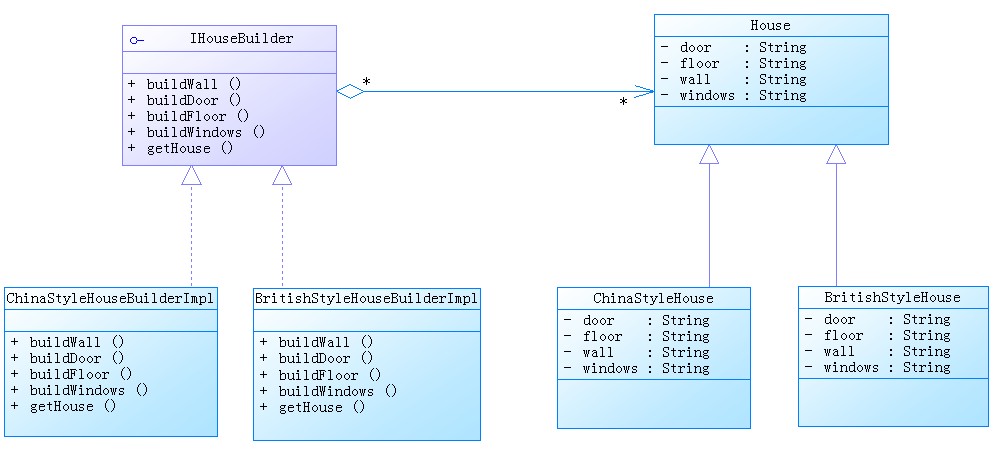 IHouseBuilder
+ buildWall ()
+ buildDoor ()
+ buildFloor ()
+ buildWindows ()
+ getHouse ()
*
*
House
- door : String
- floor : String
- wall : String
- windows : String
ChinaStyleHouseBuilderImpl
+ buildWall ()
+ buildDoor ()
+ buildFloor ()
+ buildWindows ()
+ getHouse ()
BritishStyleHouseBuilderImpl
+ buildWall ()
+ buildDoor ()
+ buildFloor ()
+ buildWindows ()
+ getHouse ()
ChinaStyleHouse
- door : String
- floor : String
- wall : String
- windows : String
BritishStyleHouse
- door : String
- floor : String
- wall : String
- windows : String